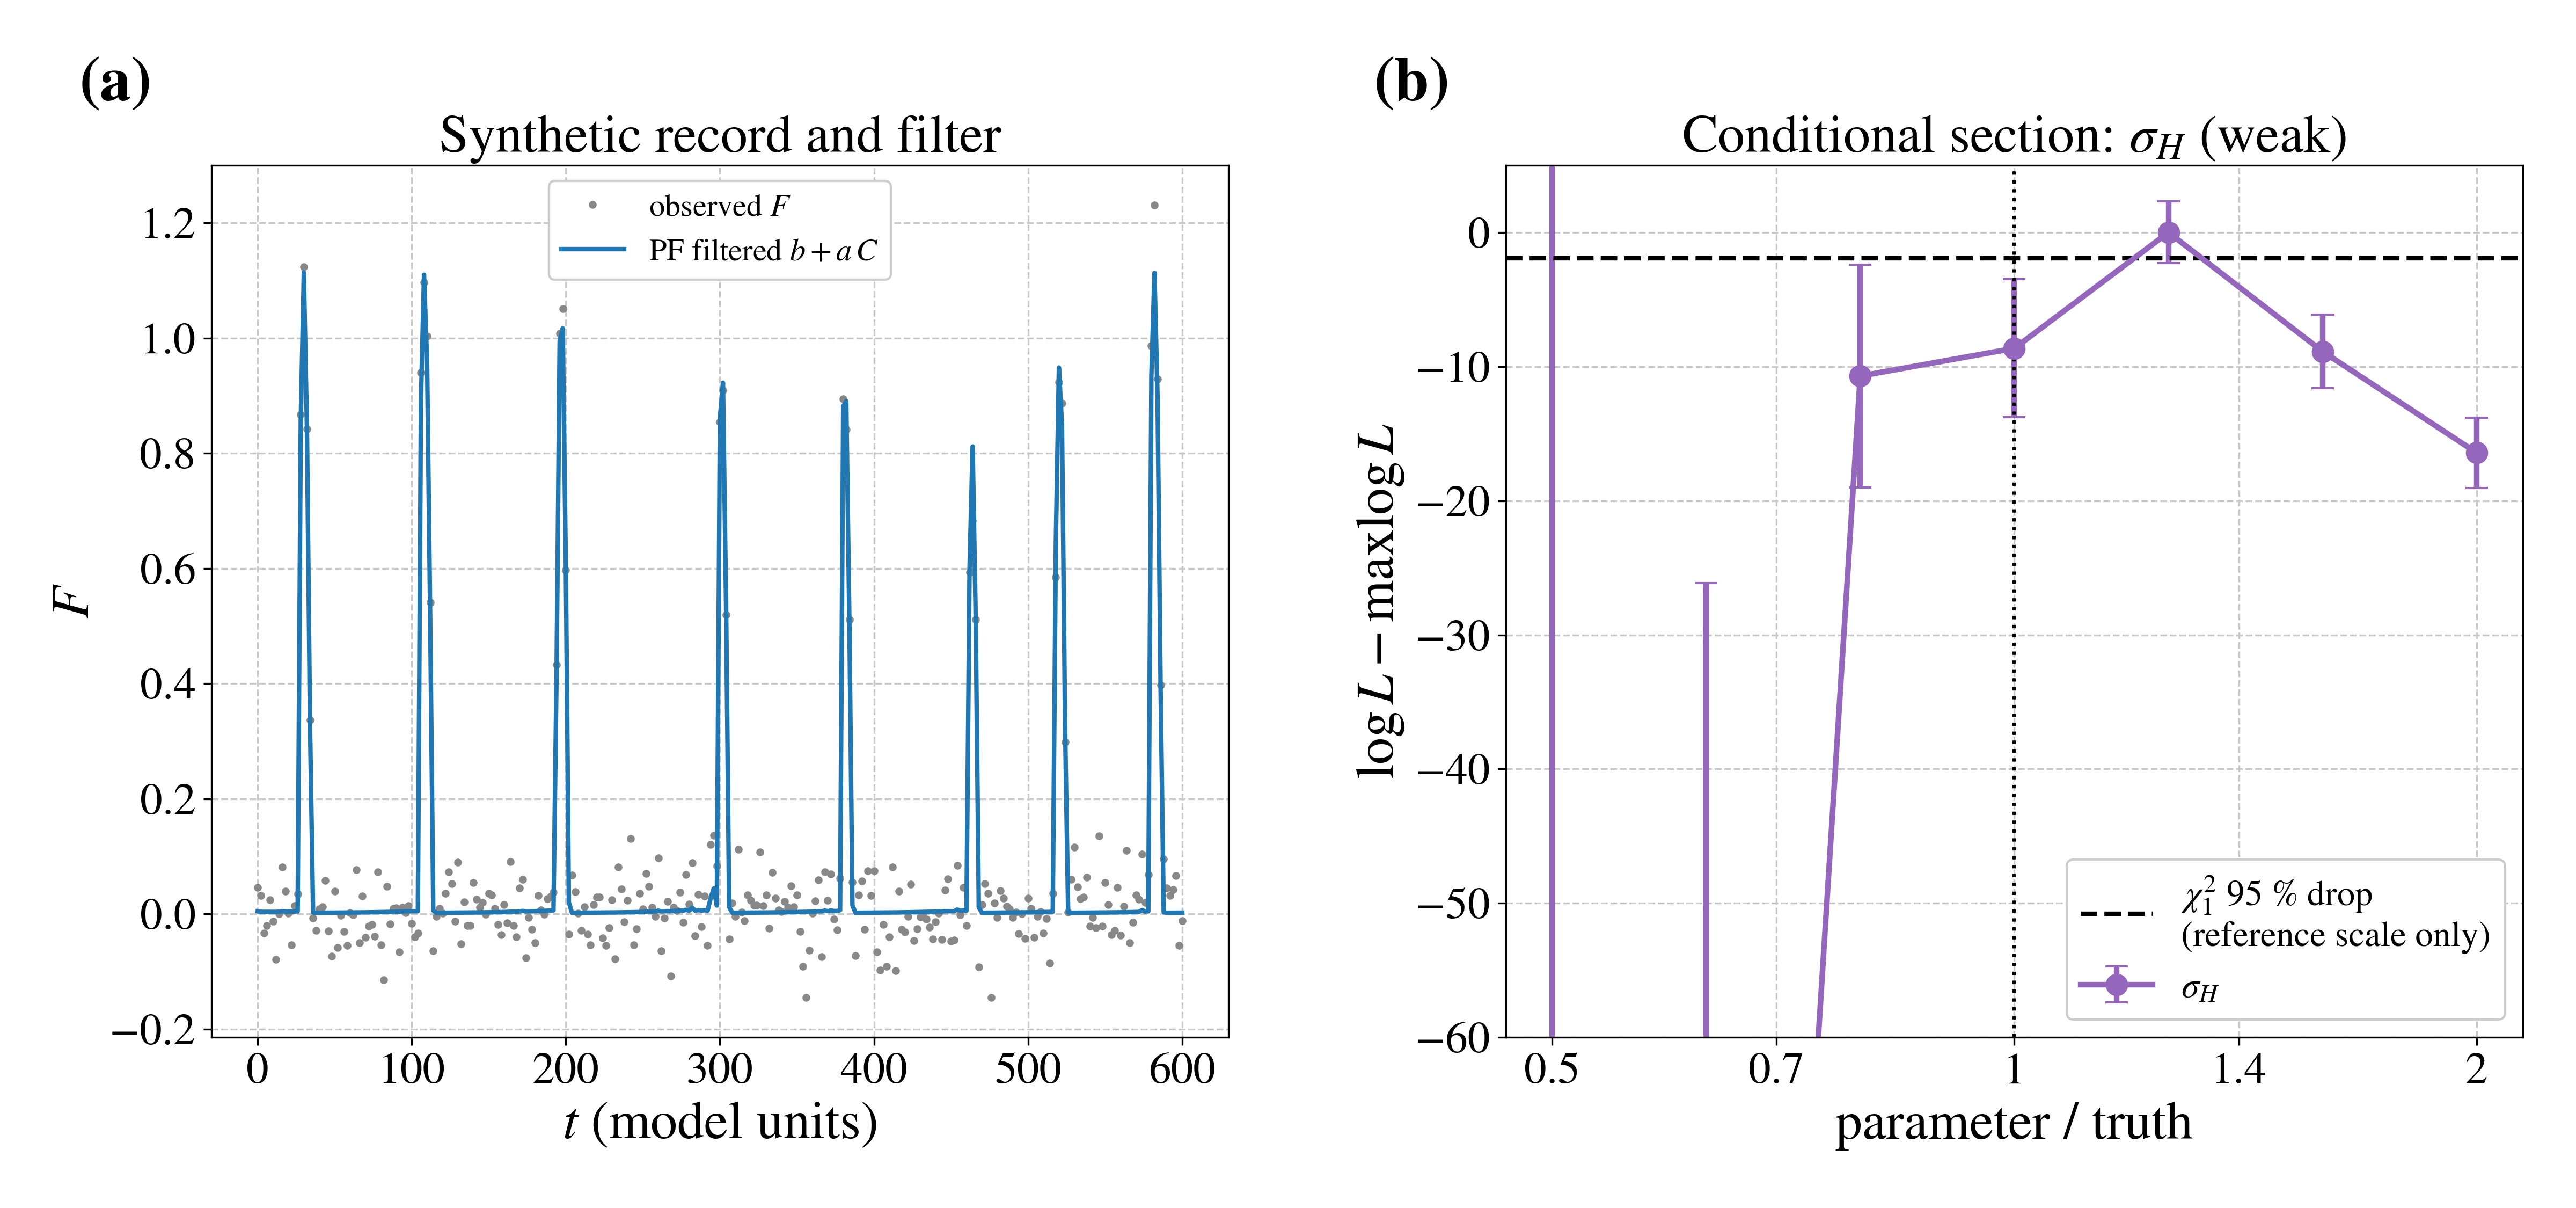 (a)
Synthetic record and filter
observed F
PF filtered b + a C
F
1.2
1.0
0.8
0.6
0.4
0.2
0.0
−0.2
0
100
200
300
400
500
600
t (model units)
(b)
Conditional section: σ_H (weak)
log L − maxlog L
0
−10
−20
−30
−40
−50
−60
χ₁² 95 % drop
(reference scale only)
σ_H
0.5
0.7
1
1.4
2
parameter / truth